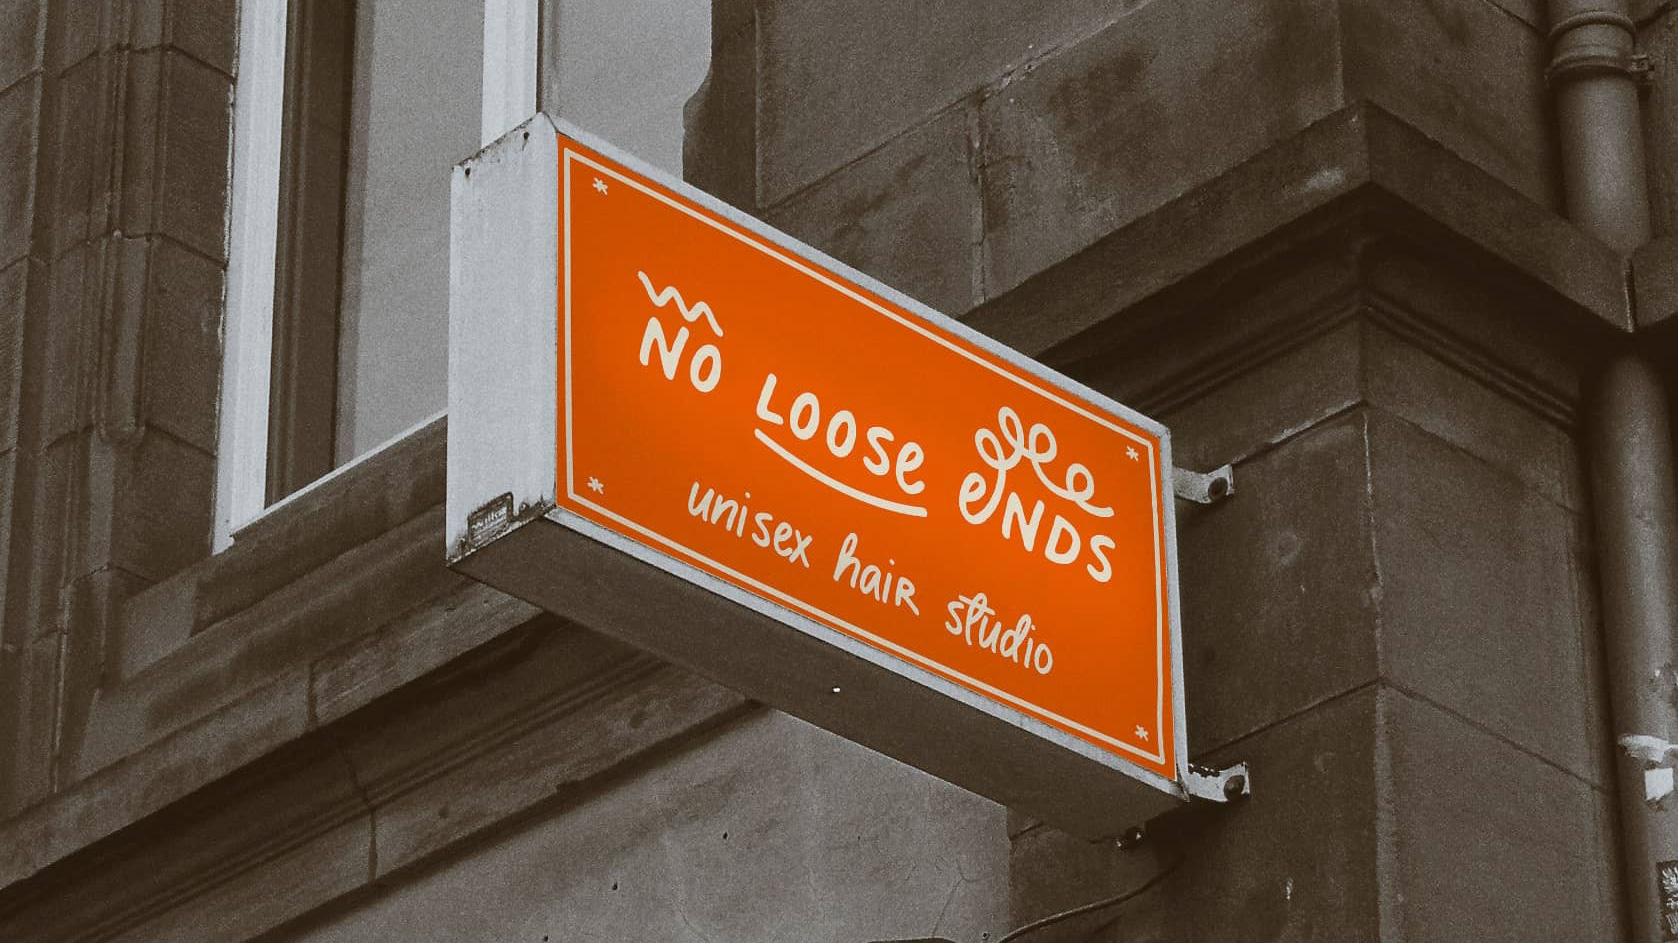 NO LOOSE eNDS
unisex haiR studio